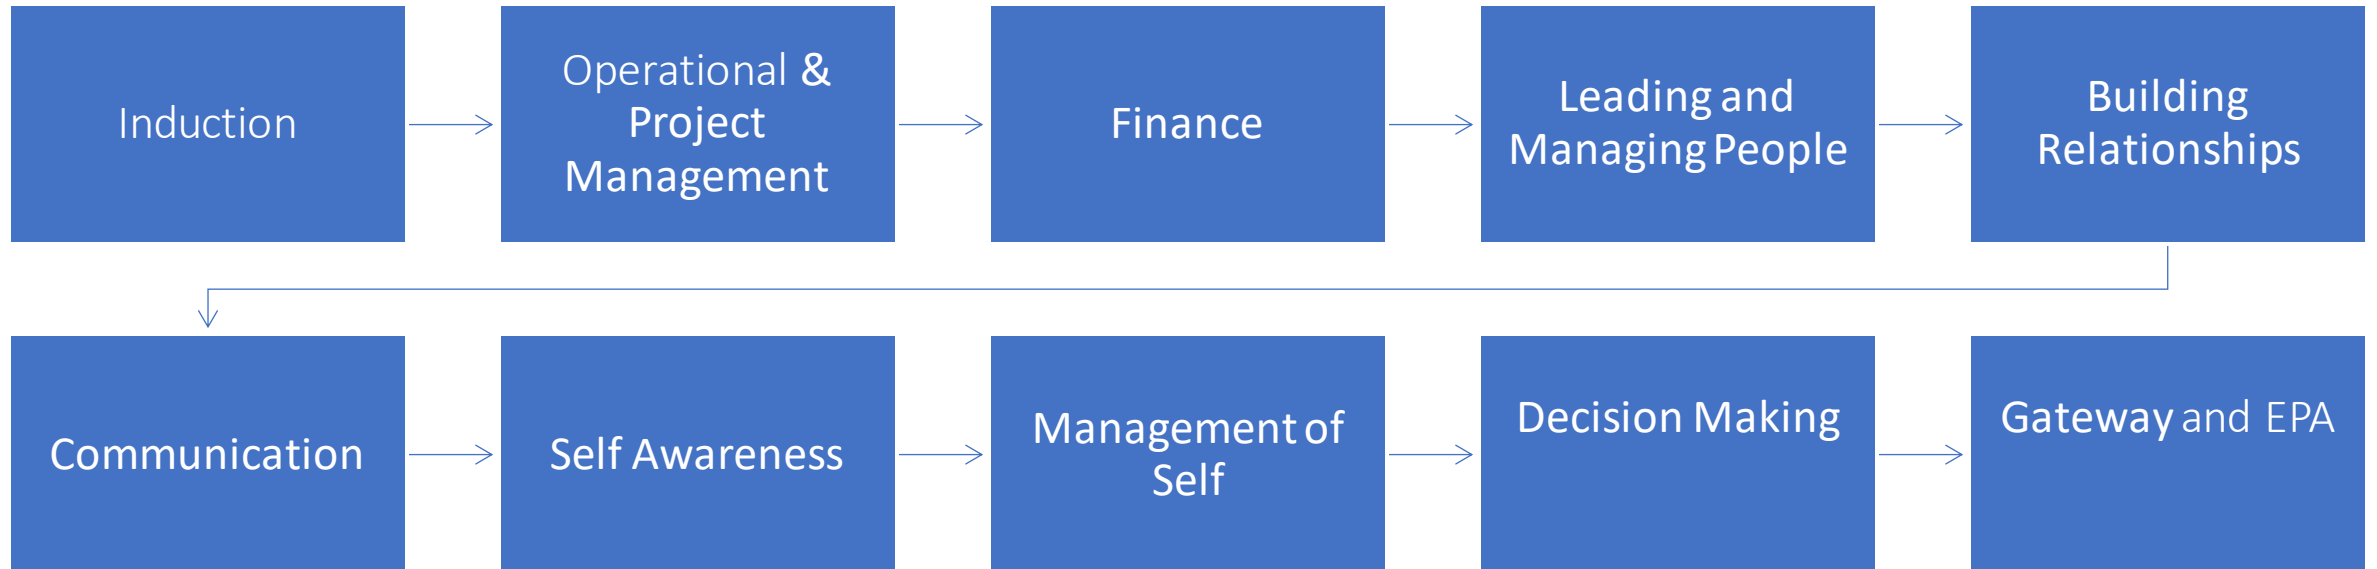 Induction
Operational &
Project
Management
Finance
Leading and
Managing People
Building
Relationships
Communication
Self Awareness
Management of
Self
Decision Making
Gateway and EPA